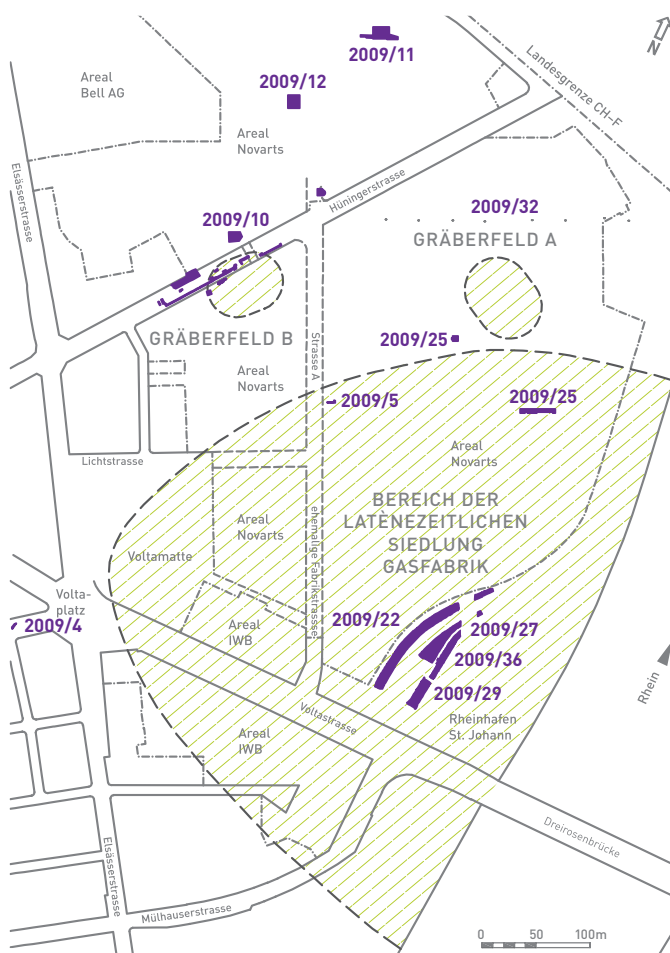 2009/11
N
Landesgrenze CH–F
Areal
Bell AG
2009/12
Areal
Novarts
Elsässerstrasse
Hüningerstrasse
2009/10
2009/32
GRÄBERFELD A
GRÄBERFELD B
Strasse A
2009/25
Areal
Novarts
2009/5
2009/25
Areal
Novarts
Lichtstrasse
BEREICH DER
LATÈNEZEITLICHEN
SIEDLUNG
GASFABRIK
Areal
Novarts
ehemalige Fabrikstrassse
Voltamatte
Volta-
platz
2009/4
Areal
IWB
2009/22
2009/27
2009/36
2009/29
Rhein
Rheinhafen
St. Johann
Voltastrasse
Areal
IWB
Dreirosenbrücke
Elsässerstrasse
Mülhauserstrasse
0 50 100m